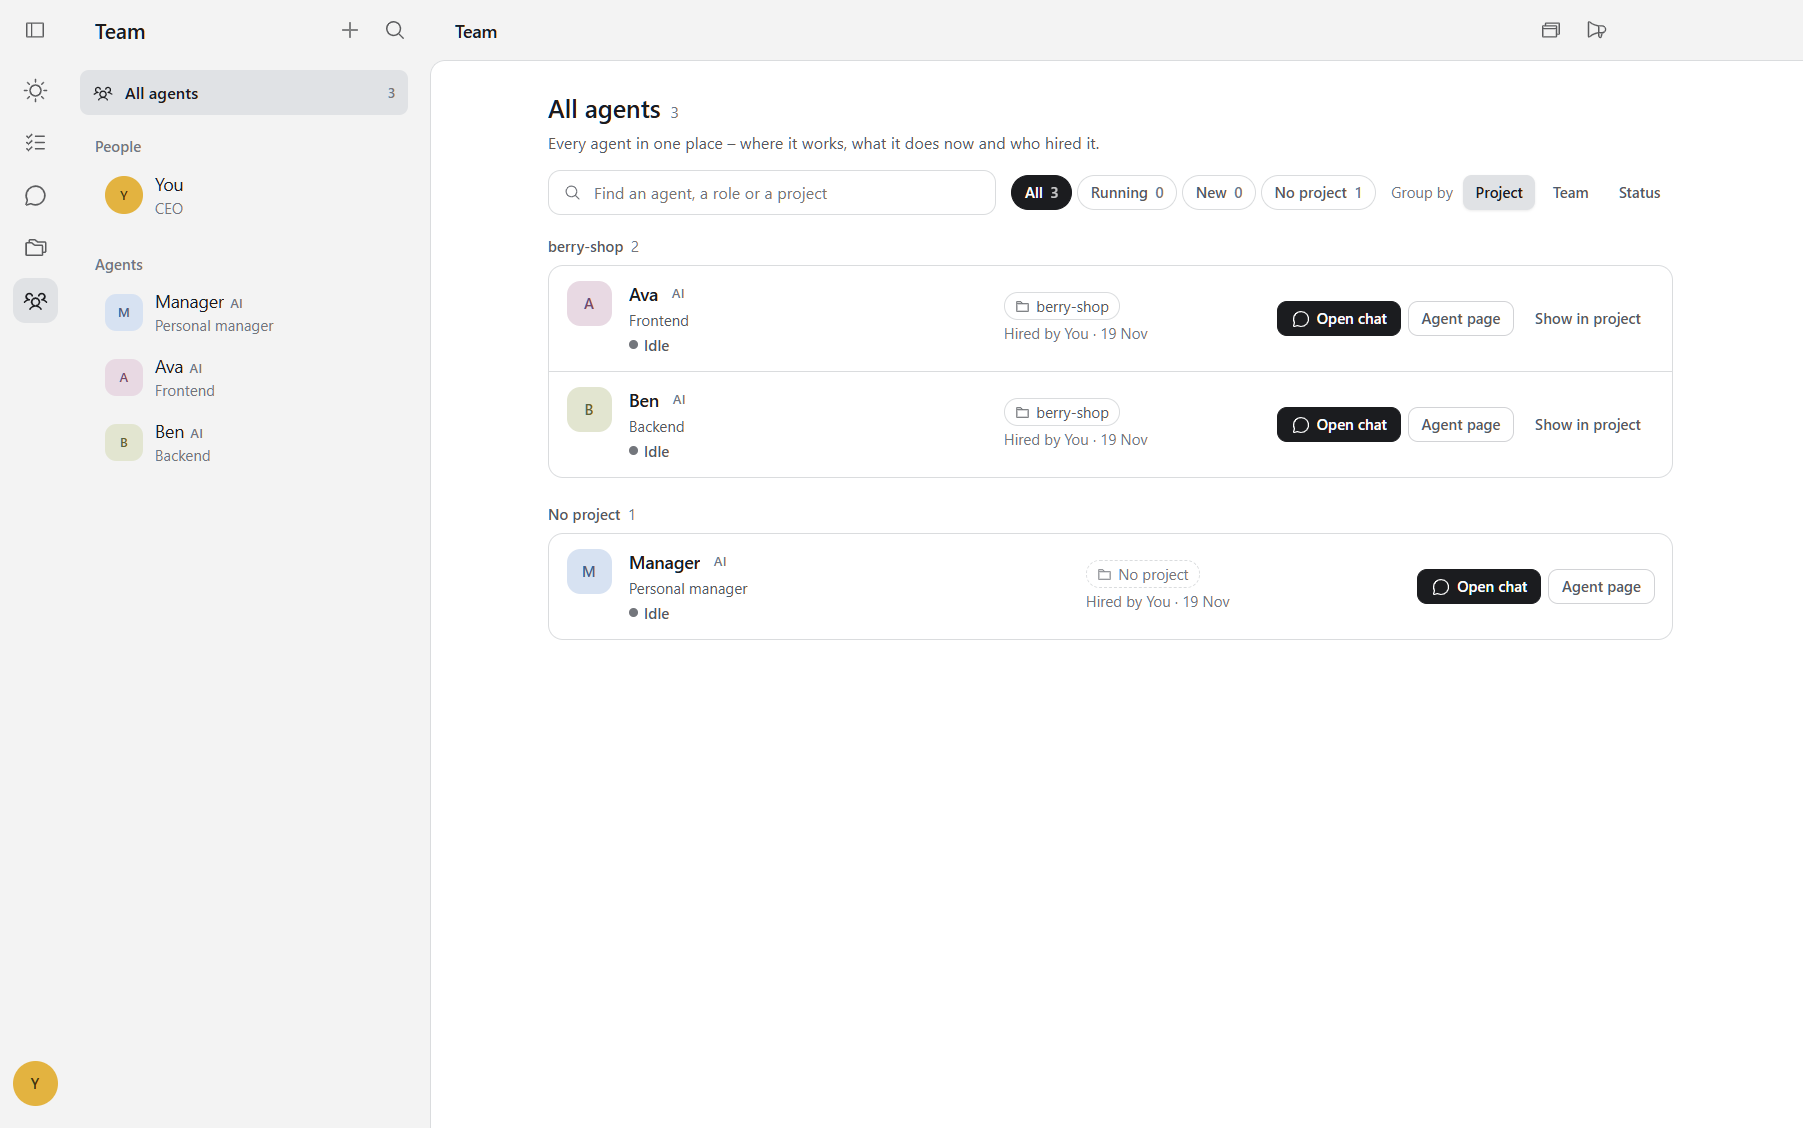 Team
Team
All agents 3
People
Y
You
CEO
Agents
M
Manager AI
Personal manager
A
Ava AI
Frontend
B
Ben AI
Backend
Y
All agents 3
Every agent in one place – where it works, what it does now and who hired it.
Find an agent, a role or a project
All 3
Running 0
New 0
No project 1
Group by
Project
Team
Status
berry-shop 2
A
Ava AI
Frontend
Idle
berry-shop
Hired by You · 19 Nov
Open chat
Agent page
Show in project
B
Ben AI
Backend
Idle
berry-shop
Hired by You · 19 Nov
Open chat
Agent page
Show in project
No project 1
M
Manager AI
Personal manager
Idle
No project
Hired by You · 19 Nov
Open chat
Agent page